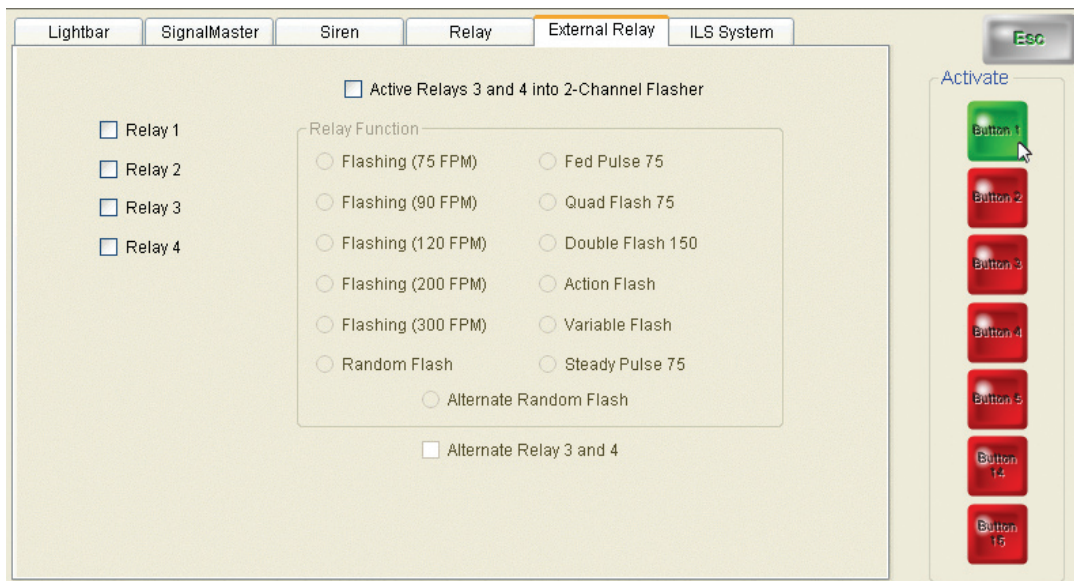 Lightbar
SignalMaster
Siren
Relay
External Relay
ILS System
Esc
Active Relays 3 and 4 into 2-Channel Flasher
Relay 1
Relay 2
Relay 3
Relay 4
Relay Function
Flashing (75 FPM)
Fed Pulse 75
Flashing (90 FPM)
Quad Flash 75
Flashing (120 FPM)
Double Flash 150
Flashing (200 FPM)
Action Flash
Flashing (300 FPM)
Variable Flash
Random Flash
Steady Pulse 75
Alternate Random Flash
Alternate Relay 3 and 4
Activate
Button 1
Button 2
Button 3
Button 4
Button 5
Button
14
Button
15